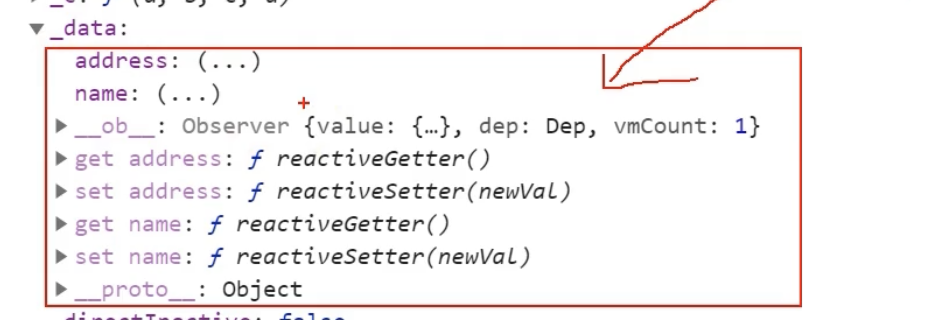 _data:
address: (...)
name: (...)
__ob__: Observer {value: {…}, dep: Dep, vmCount: 1}
get address: ƒ reactiveGetter()
set address: ƒ reactiveSetter(newVal)
get name: ƒ reactiveGetter()
set name: ƒ reactiveSetter(newVal)
__proto__: Object
_directInactive: false